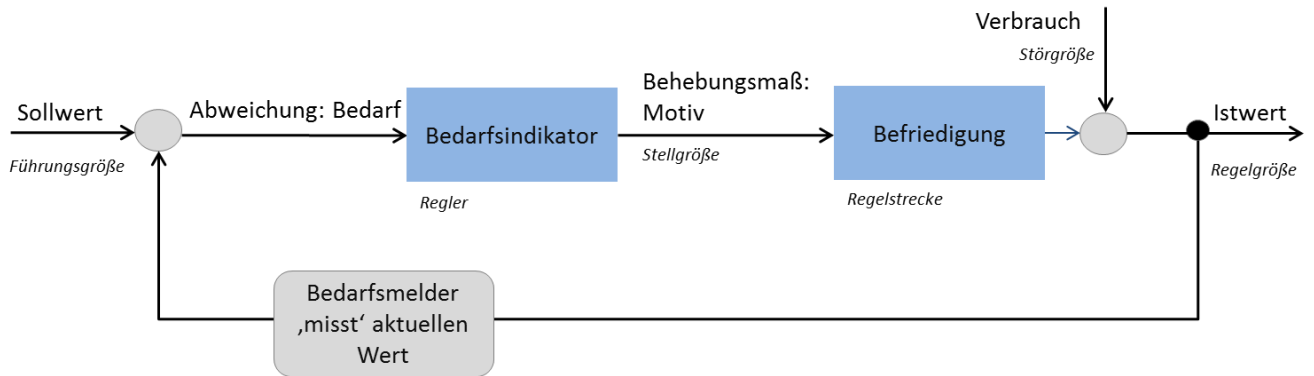 Verbrauch
Störgröße
Sollwert
Führungsgröße
Abweichung: Bedarf
Bedarfsindikator
Regler
Behebungsmaß:
Motiv
Stellgröße
Befriedigung
Regelstrecke
Istwert
Regelgröße
Bedarfsmelder
‚misst‘ aktuellen
Wert